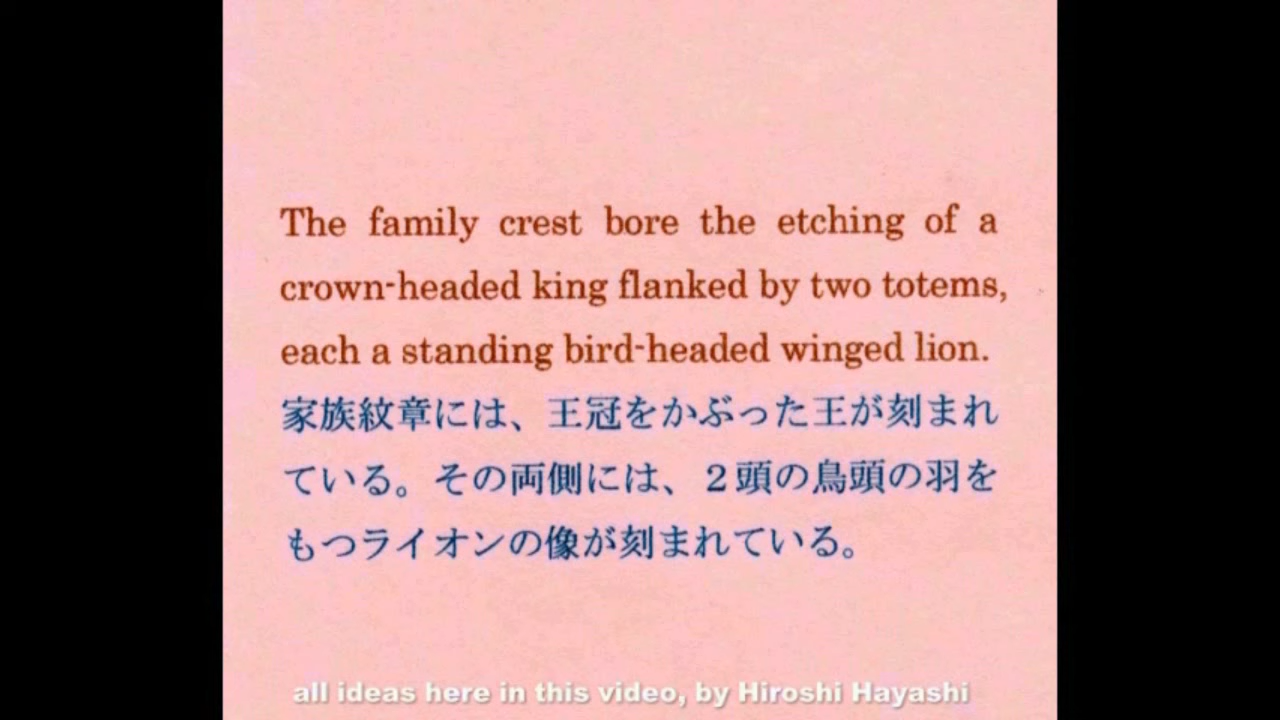 The family crest bore the etching of a
crown-headed king flanked by two totems,
each a standing bird-headed winged lion.
家族紋章には、王冠をかぶった王が刻まれ
ている。その両側には、２頭の鳥頭の羽を
もつライオンの像が刻まれている。
all ideas here in this video, by Hiroshi Hayashi